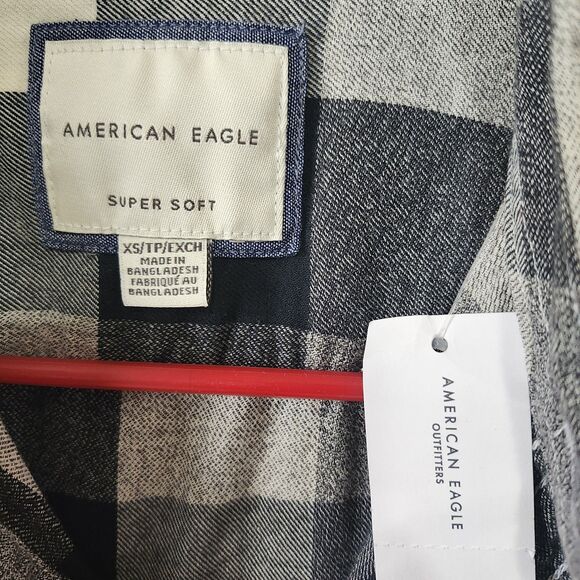 AMERICAN EAGLE
SUPER SOFT
XS/TP/EXCH
MADE IN
BANGLADESH
FABRIQUÉ AU
BANGLADESH
AMERICAN EAGLE
OUTFITTERS